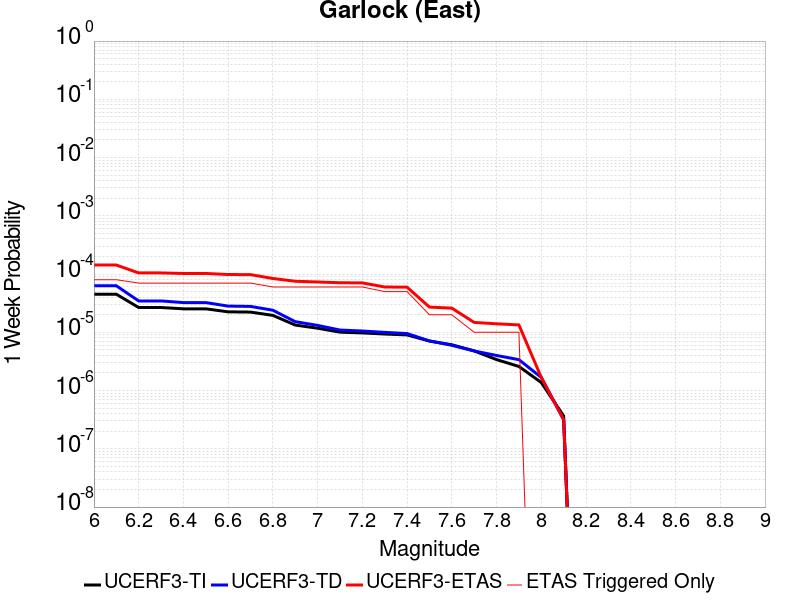 Garlock (East)
10^0
10^-1
10^-2
10^-3
10^-4
10^-5
10^-6
10^-7
10^-8
1 Week Probability
6 6.2 6.4 6.6 6.8 7 7.2 7.4 7.6 7.8 8 8.2 8.4 8.6 8.8 9
Magnitude
UCERF3-TI UCERF3-TD UCERF3-ETAS ETAS Triggered Only